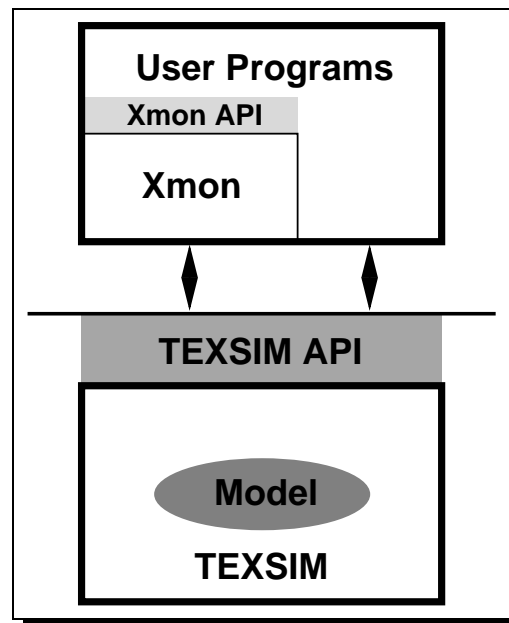 User Programs
Xmon API
Xmon
TEXSIM API
Model
TEXSIM